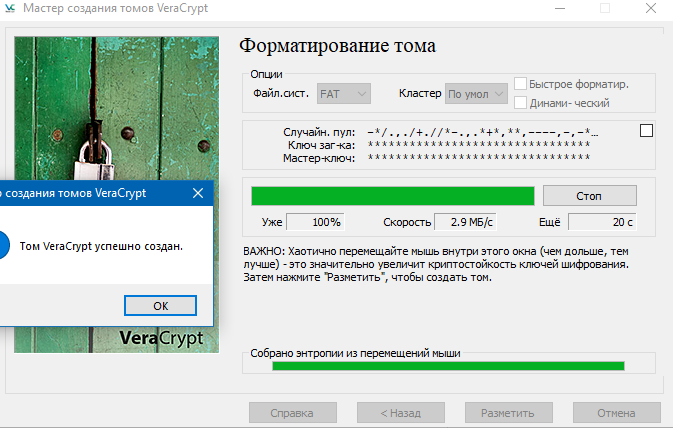 Мастер создания томов VeraCrypt
Форматирование тома
Опции
Файл.сист. FAT Кластер По умол Быстрое форматир.
Динами- ческий
Случайн. пул: -*/.,./+.//*-.,.*+*,**,----,-,-*…
Ключ заг-ка: ********************************
Мастер-ключ: ********************************
Стоп
Уже 100% Скорость 2.9 МБ/с Ещё 20 с
ВАЖНО: Хаотично перемещайте мышь внутри этого окна (чем дольше, тем
лучше) - это значительно увеличит криптостойкость ключей шифрования.
Затем нажмите "Разметить", чтобы создать том.
Собрано энтропии из перемещений мыши
создания томов VeraCrypt
Том VeraCrypt успешно создан.
OK
VeraCrypt
Справка < Назад Разметить Отмена